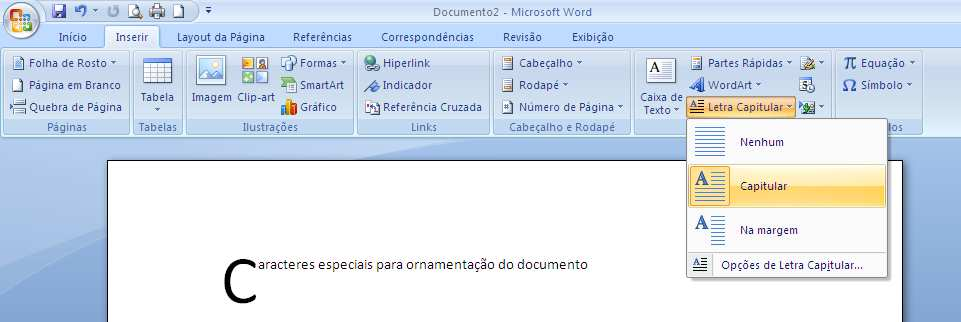 Documento2 - Microsoft Word
Início Inserir Layout da Página Referências Correspondências Revisão Exibição
Folha de Rosto
Página em Branco
Quebra de Página
Páginas
Tabela
Tabelas
Imagem
Clip-art
Formas
SmartArt
Gráfico
Ilustrações
Hiperlink
Indicador
Referência Cruzada
Links
Cabeçalho
Rodapé
Número de Página
Cabeçalho e Rodapé
Caixa de
Texto
Partes Rápidas
WordArt
Letra Capitular
Equação
Símbolo
Nenhum
Capitular
Na margem
Opções de Letra Capitular...
Caracteres especiais para ornamentação do documento